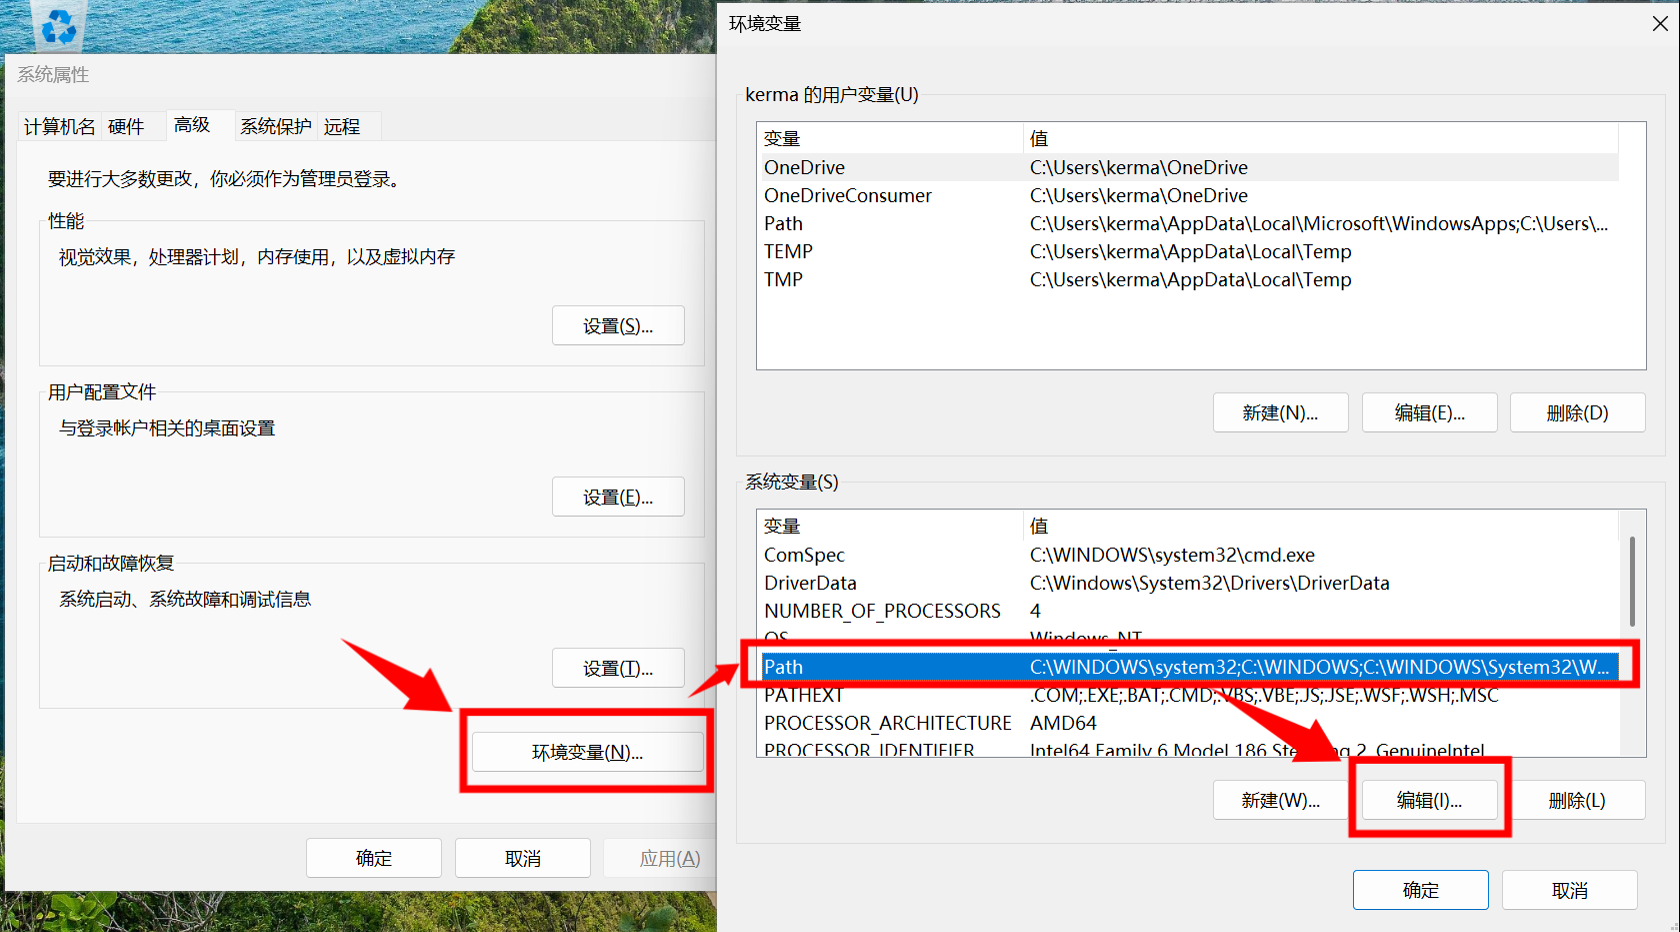 系统属性
计算机名 硬件 高级 系统保护 远程
要进行大多数更改，你必须作为管理员登录。
性能
视觉效果，处理器计划，内存使用，以及虚拟内存
设置(S)...
用户配置文件
与登录帐户相关的桌面设置
设置(E)...
启动和故障恢复
系统启动、系统故障和调试信息
设置(T)...
环境变量(N)...
确定 取消 应用(A)
环境变量
kerma 的用户变量(U)
变量 值
OneDrive C:\Users\kerma\OneDrive
OneDriveConsumer C:\Users\kerma\OneDrive
Path C:\Users\kerma\AppData\Local\Microsoft\WindowsApps;C:\Users\...
TEMP C:\Users\kerma\AppData\Local\Temp
TMP C:\Users\kerma\AppData\Local\Temp
新建(N)... 编辑(E)... 删除(D)
系统变量(S)
变量 值
ComSpec C:\WINDOWS\system32\cmd.exe
DriverData C:\Windows\System32\Drivers\DriverData
NUMBER_OF_PROCESSORS 4
OS Windows_NT
Path C:\WINDOWS\system32;C:\WINDOWS;C:\WINDOWS\System32\W...
PATHEXT .COM;.EXE;.BAT;.CMD;.VBS;.VBE;.JS;.JSE;.WSF;.WSH;.MSC
PROCESSOR_ARCHITECTURE AMD64
PROCESSOR_IDENTIFIER Intel64 Family 6 Model 186 2, GenuineIntel
新建(W)... 编辑(I)... 删除(L)
确定 取消